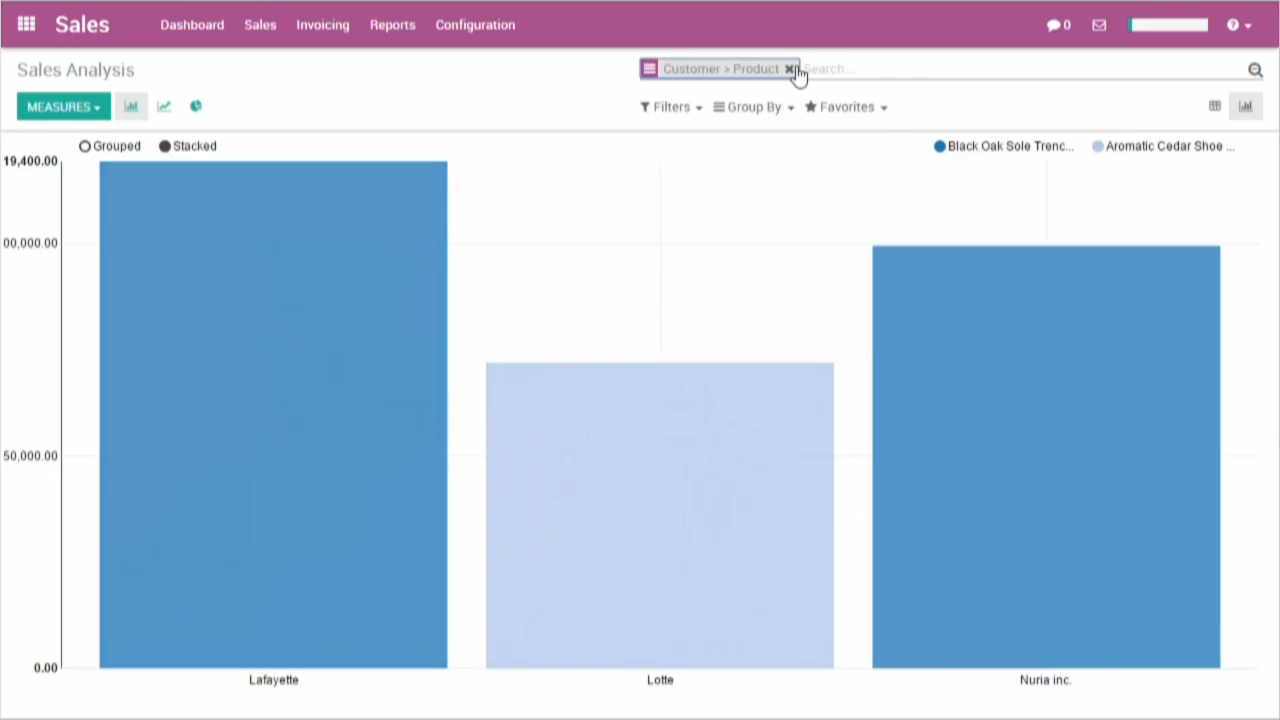 Sales Dashboard Sales Invoicing Reports Configuration 0 ?
Sales Analysis Customer > Product Search...
MEASURES Filters Group By Favorites
Grouped Stacked Black Oak Sole Trenc... Aromatic Cedar Shoe ...
19,400.00
00,000.00
50,000.00
0.00
Lafayette Lotte Nuria inc.